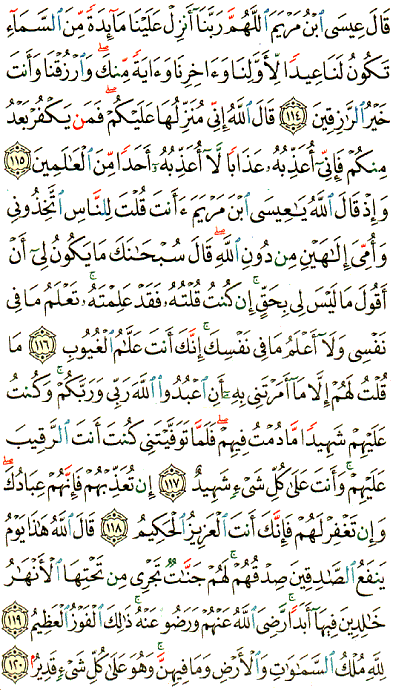 قَالَ عِيسَى ٱبْنُ مَرْيَمَ ٱللَّهُمَّ رَبَّنَآ أَنزِلْ عَلَيْنَا مَآئِدَةً مِّنَ ٱلسَّمَآءِ
تَكُونُ لَنَا عِيدًا لِّأَوَّلِنَا وَءَاخِرِنَا وَءَايَةً مِّنكَ وَٱرْزُقْنَا وَأَنتَ
خَيْرُ ٱلرَّٰزِقِينَ ١١٤ قَالَ ٱللَّهُ إِنِّى مُنَزِّلُهَا عَلَيْكُمْ ۖ فَمَن يَكْفُرْ بَعْدُ
مِنكُمْ فَإِنِّىٓ أُعَذِّبُهُۥ عَذَابًا لَّآ أُعَذِّبُهُۥٓ أَحَدًا مِّنَ ٱلْعَٰلَمِينَ ١١٥
وَإِذْ قَالَ ٱللَّهُ يَٰعِيسَى ٱبْنَ مَرْيَمَ ءَأَنتَ قُلْتَ لِلنَّاسِ ٱتَّخِذُونِى
وَأُمِّىَ إِلَٰهَيْنِ مِن دُونِ ٱللَّهِ ۖ قَالَ سُبْحَٰنَكَ مَا يَكُونُ لِىٓ أَنْ
أَقُولَ مَا لَيْسَ لِى بِحَقٍّ ۚ إِن كُنتُ قُلْتُهُۥ فَقَدْ عَلِمْتَهُۥ ۚ تَعْلَمُ مَا فِى
نَفْسِى وَلَآ أَعْلَمُ مَا فِى نَفْسِكَ ۚ إِنَّكَ أَنتَ عَلَّٰمُ ٱلْغُيُوبِ ١١٦ مَا
قُلْتُ لَهُمْ إِلَّا مَآ أَمَرْتَنِى بِهِۦٓ أَنِ ٱعْبُدُوا۟ ٱللَّهَ رَبِّى وَرَبَّكُمْ ۚ وَكُنتُ
عَلَيْهِمْ شَهِيدًا مَّا دُمْتُ فِيهِمْ ۖ فَلَمَّا تَوَفَّيْتَنِى كُنتَ أَنتَ ٱلرَّقِيبَ
عَلَيْهِمْ ۚ وَأَنتَ عَلَىٰ كُلِّ شَىْءٍ شَهِيدٌ ١١٧ إِن تُعَذِّبْهُمْ فَإِنَّهُمْ عِبَادُكَ ۖ
وَإِن تَغْفِرْ لَهُمْ فَإِنَّكَ أَنتَ ٱلْعَزِيزُ ٱلْحَكِيمُ ١١٨ قَالَ ٱللَّهُ هَٰذَا يَوْمُ
يَنفَعُ ٱلصَّٰدِقِينَ صِدْقُهُمْ ۚ لَهُمْ جَنَّٰتٌ تَجْرِى مِن تَحْتِهَا ٱلْأَنْهَٰرُ
خَٰلِدِينَ فِيهَآ أَبَدًا ۚ رَّضِىَ ٱللَّهُ عَنْهُمْ وَرَضُوا۟ عَنْهُ ۚ ذَٰلِكَ ٱلْفَوْزُ ٱلْعَظِيمُ ١١٩
لِلَّهِ مُلْكُ ٱلسَّمَٰوَٰتِ وَٱلْأَرْضِ وَمَا فِيهِنَّ ۚ وَهُوَ عَلَىٰ كُلِّ شَىْءٍ قَدِيرٌۢ ١٢٠